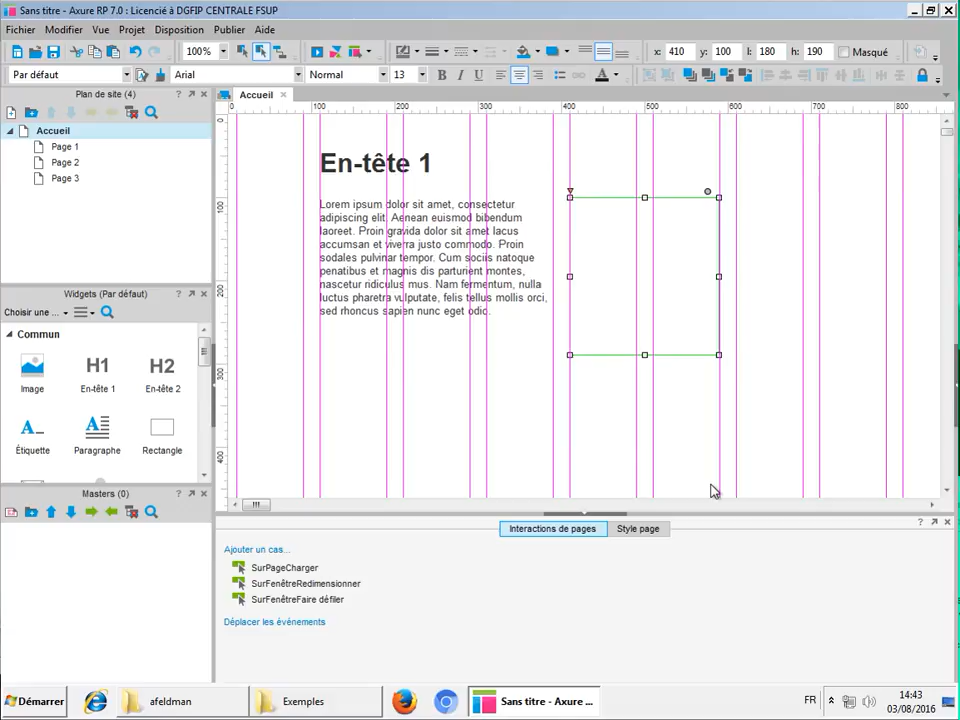 Sans titre - Axure RP 7.0 : Licencié à DGFIP CENTRALE FSUP
Fichier Modifier Vue Projet Disposition Publier Aide
100% x: 410 y: 100 l: 180 h: 190 Masqué
Par défaut Arial Normal 13 B I U A
Plan de site (4) ?
Accueil
Accueil
Page 1
Page 2
Page 3
0 100 200 300 400 500 600 700 800
0
100
200
300
400
En-tête 1
Lorem ipsum dolor sit amet, consectetur
adipiscing elit. Aenean euismod bibendum
laoreet. Proin gravida dolor sit amet lacus
accumsan et viverra justo commodo. Proin
sodales pulvinar tempor. Cum sociis natoque
penatibus et magnis dis parturient montes,
nascetur ridiculus mus. Nam fermentum, nulla
luctus pharetra vulputate, felis tellus mollis orci,
sed rhoncus sapien nunc eget odio.
Widgets (Par défaut) ?
Choisir une ...
Commun
H1 H2
Image En-tête 1 En-tête 2
A A
Étiquette Paragraphe Rectangle
Masters (0) ?
Interactions de pages Style page ?
Ajouter un cas...
SurPageCharger
SurFenêtreRedimensionner
SurFenêtreFaire défiler
Déplacer les événements
Démarrer afeldman Exemples Sans titre - Axure ... FR 14:43
03/08/2016